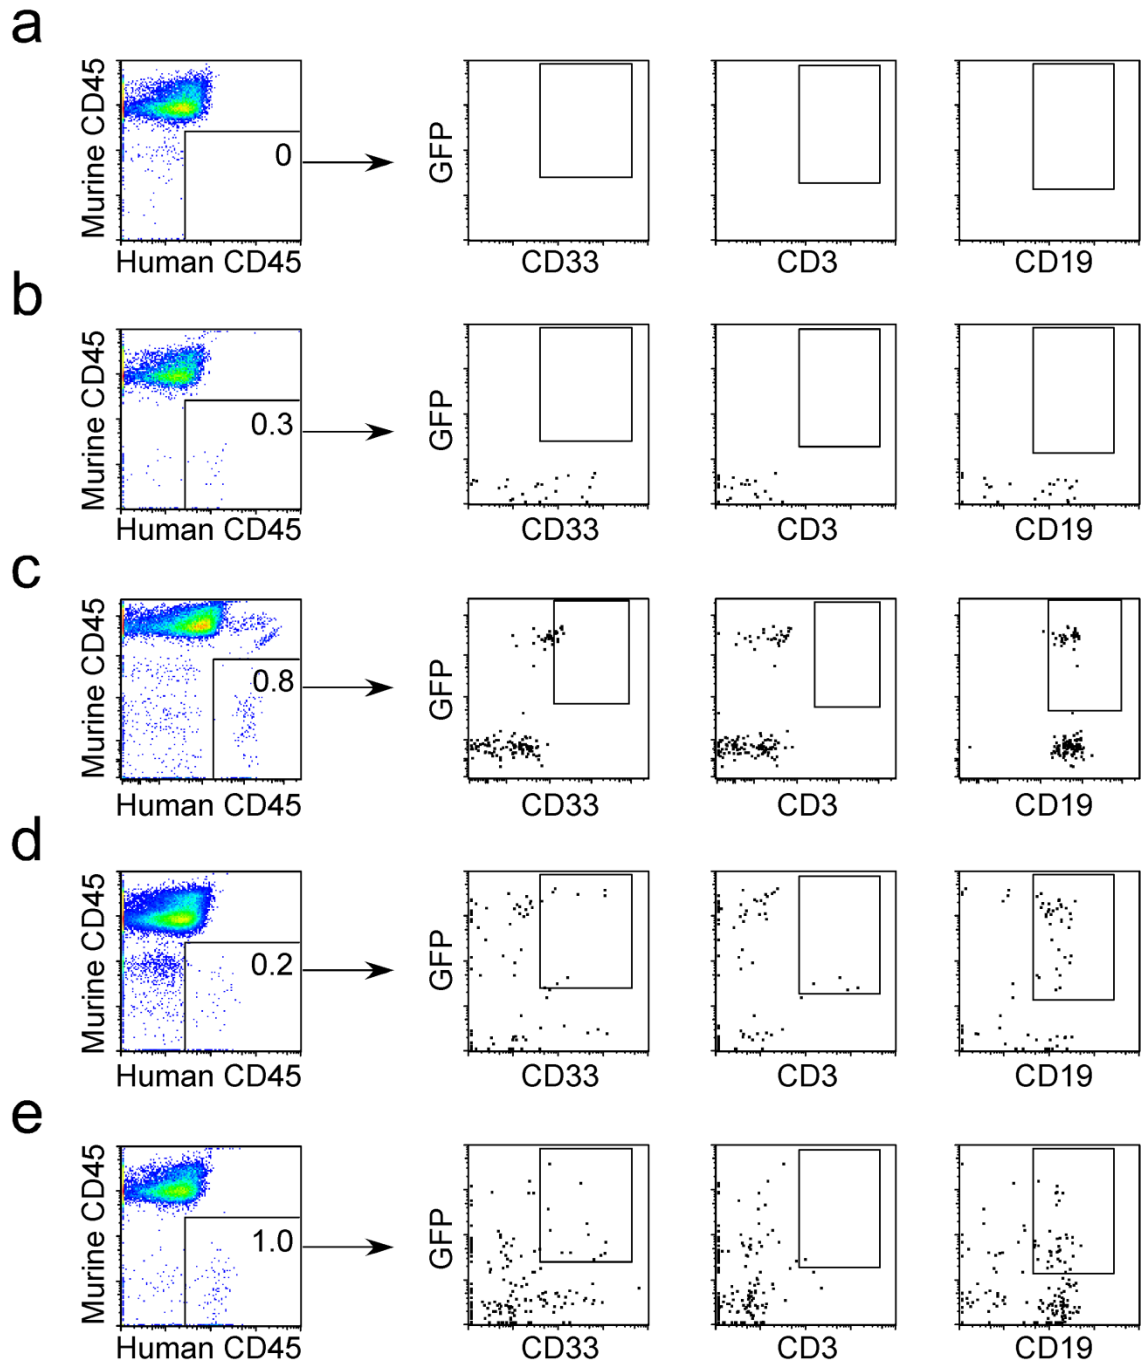 a
Murine CD45
0
Human CD45
GFP
CD33
CD3
CD19
b
Murine CD45
0.3
Human CD45
GFP
CD33
CD3
CD19
c
Murine CD45
0.8
Human CD45
GFP
CD33
CD3
CD19
d
Murine CD45
0.2
Human CD45
GFP
CD33
CD3
CD19
e
Murine CD45
1.0
Human CD45
GFP
CD33
CD3
CD19